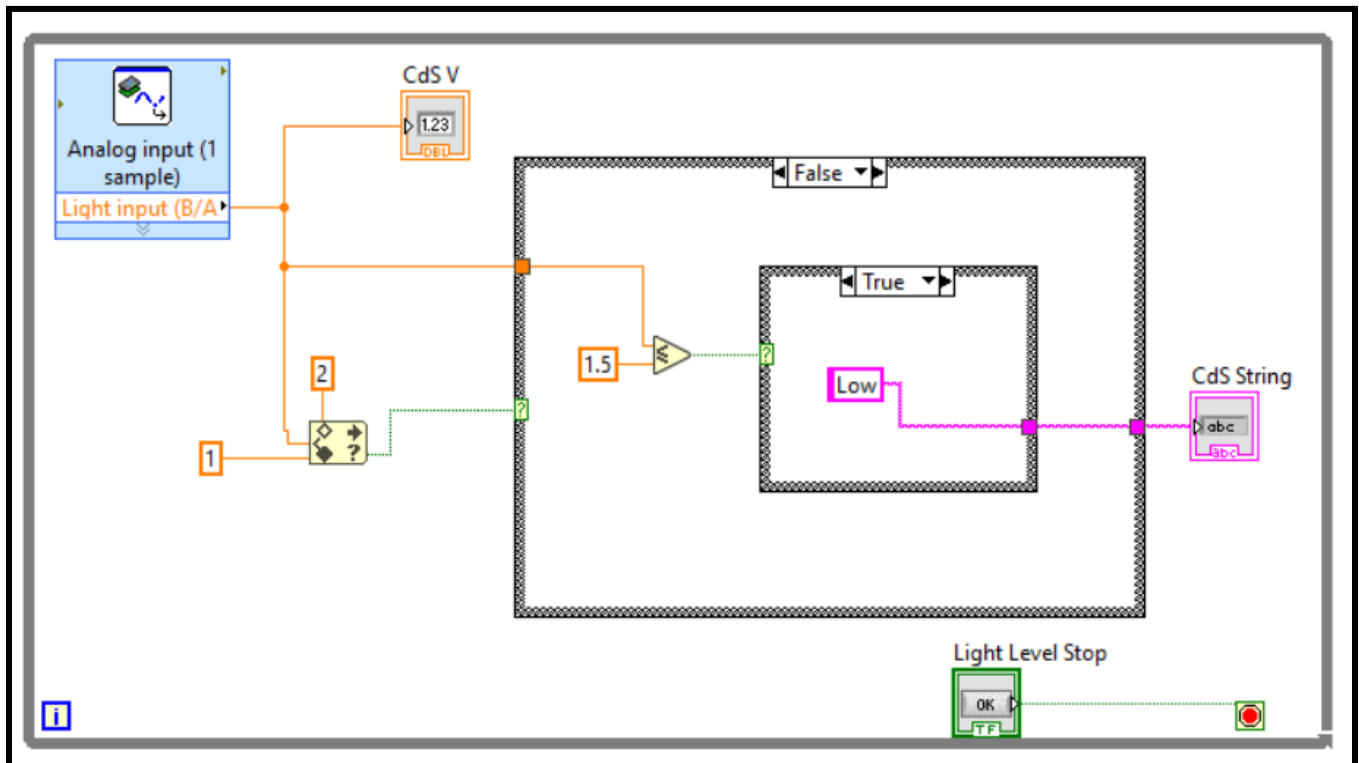 CdS V
1.23
DBL
Analog input (1
sample)
Light input (B/A
False
True
1.5
?
Low
CdS String
abc
abc
2
?
1
?
Light Level Stop
OK
TF
i